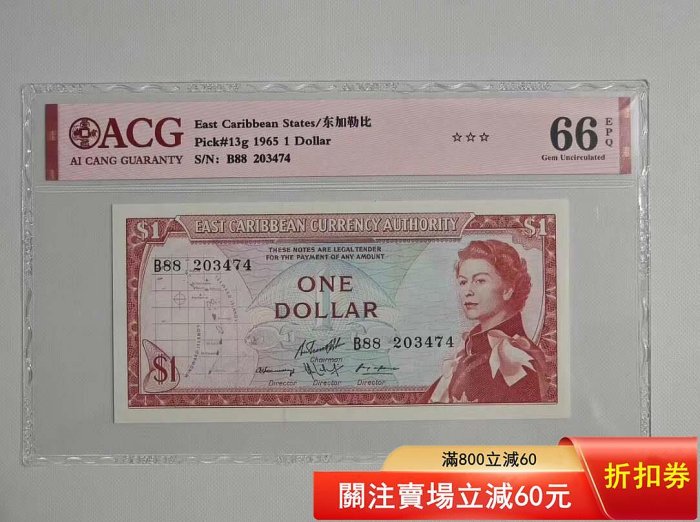 ACG
AI CANG GUARANTY
East Caribbean States/东加勒比
Pick#13g 1965 1 Dollar
S/N: B88 203474
☆☆☆
66 EPQ
Gem Uncirculated
$1 EAST CARIBBEAN CURRENCY AUTHORITY $1
THESE NOTES ARE LEGAL TENDER
FOR THE PAYMENT OF ANY AMOUNT
B88 203474
ONE
DOLLAR
B88 203474
Chairman
Director Director Director
$1
滿800立減60
關注賣場立減60元
折扣券